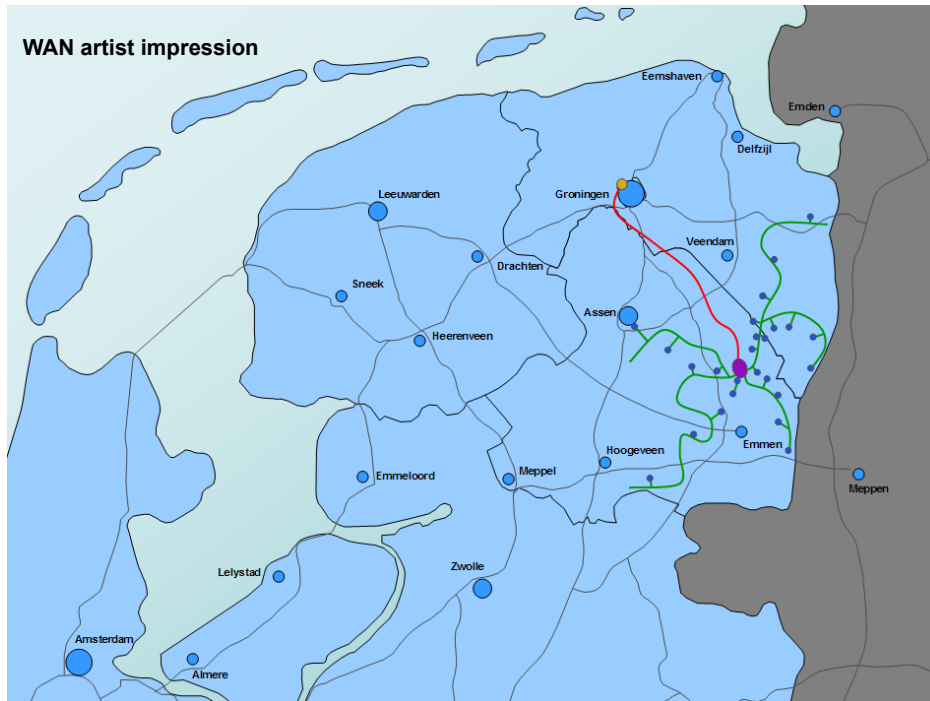 WAN artist impression
Eemshaven
Emden
Delfzijl
Leeuwarden
Groningen
Veendam
Drachten
Sneek
Assen
Heerenveen
Emmen
Hoogeveen
Emmeloord
Meppel
Meppen
Zwolle
Lelystad
Amsterdam
Almere